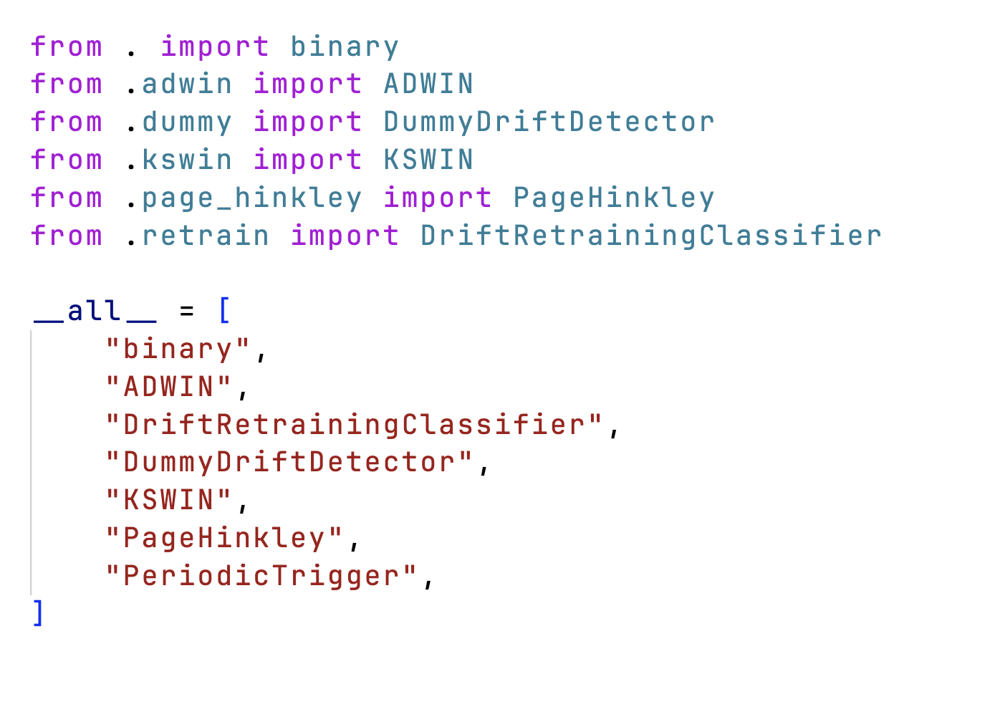 from . import binary
from .adwin import ADWIN
from .dummy import DummyDriftDetector
from .kswin import KSWIN
from .page_hinkley import PageHinkley
from .retrain import DriftRetrainingClassifier

__all__ = [
    "binary",
    "ADWIN",
    "DriftRetrainingClassifier",
    "DummyDriftDetector",
    "KSWIN",
    "PageHinkley",
    "PeriodicTrigger",
]